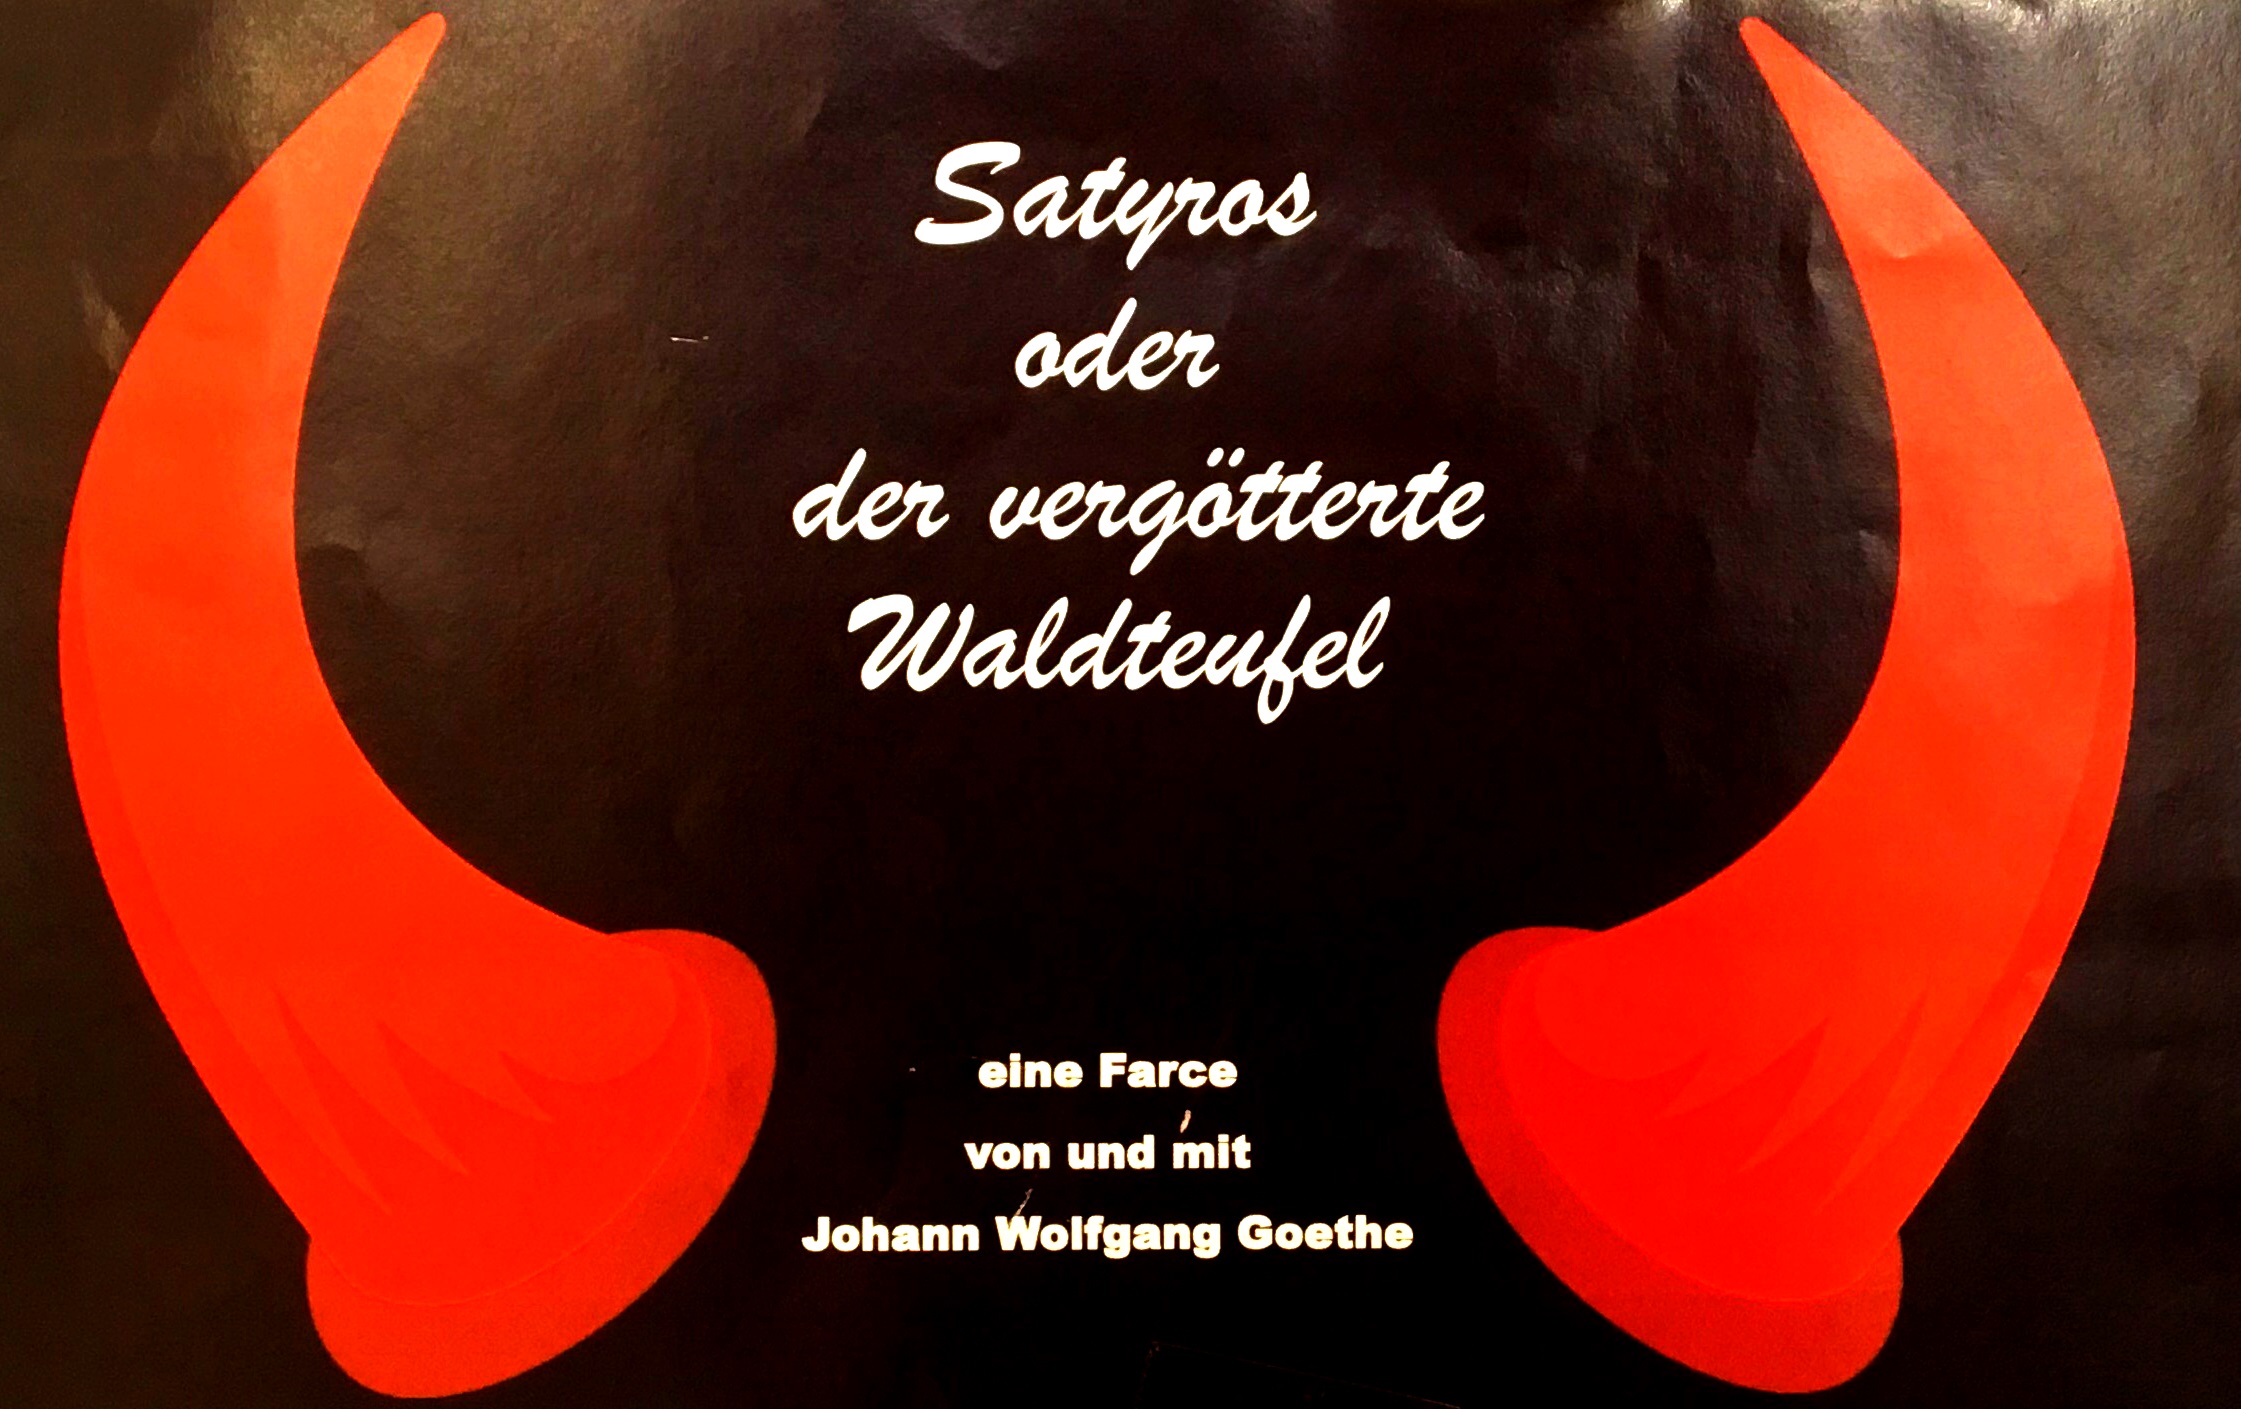 Satyros
oder
der vergötterte
Waldteufel
eine Farce
von und mit
Johann Wolfgang Goethe